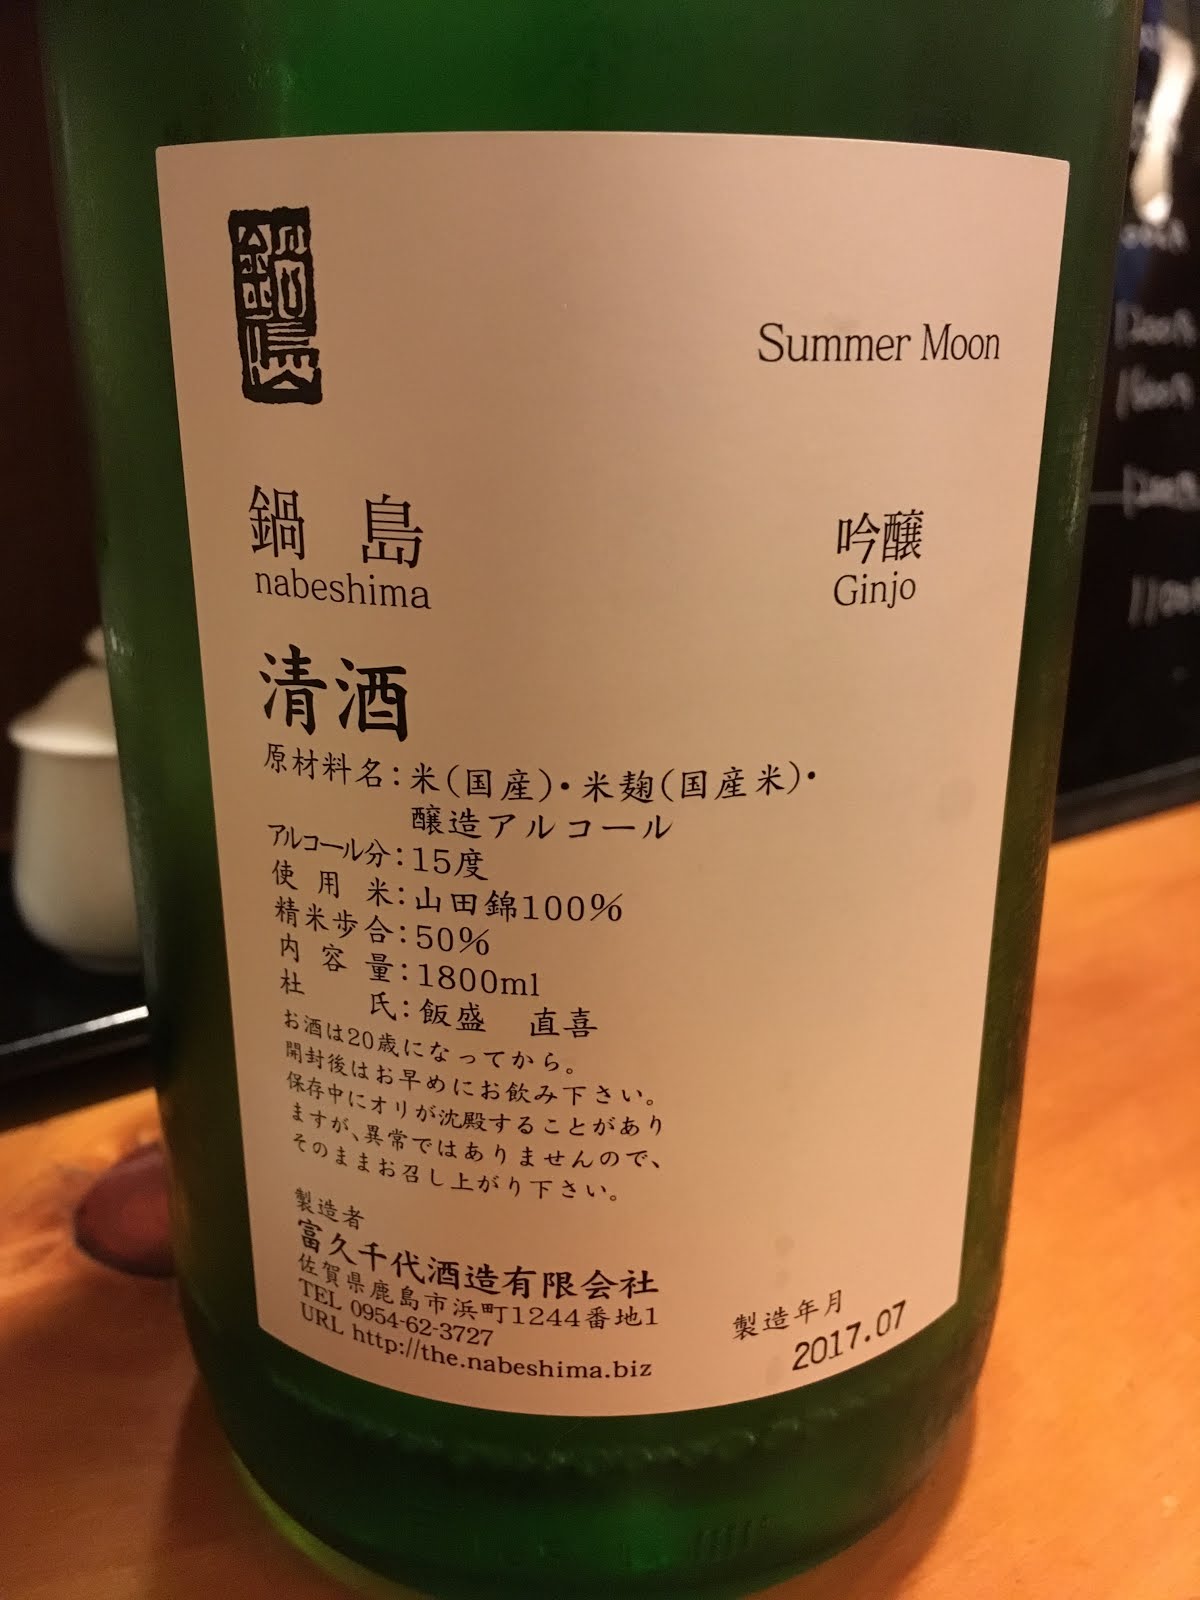 鍋島
Summer Moon
鍋島
nabeshima
吟醸
Ginjo
清酒
原材料名:米(国産)・米麹(国産米)・
醸造アルコール
アルコール分:15度
使用米:山田錦100%
精米歩合:50%
内容量:1800ml
杜氏:飯盛 直喜
お酒は20歳になってから。
開封後はお早めにお飲み下さい。
保存中にオリが沈殿することがあり
ますが、異常ではありませんので、
そのままお召し上がり下さい。
製造者
富久千代酒造有限会社
佐賀県鹿島市浜町1244番地1
TEL 0954-62-3727
URL http://the.nabeshima.biz
製造年月
2017.07